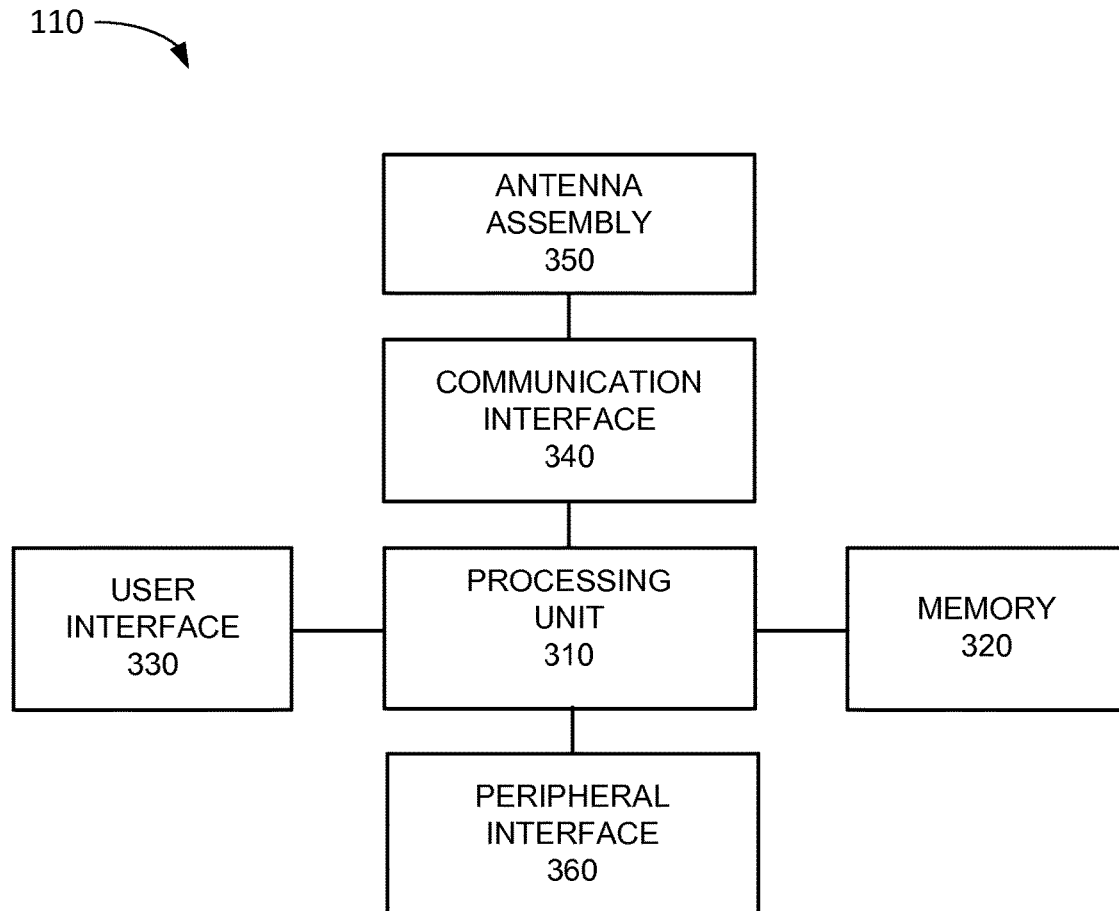 110
ANTENNA
ASSEMBLY
350
COMMUNICATION
INTERFACE
340
USER
INTERFACE
330
PROCESSING
UNIT
310
MEMORY
320
PERIPHERAL
INTERFACE
360